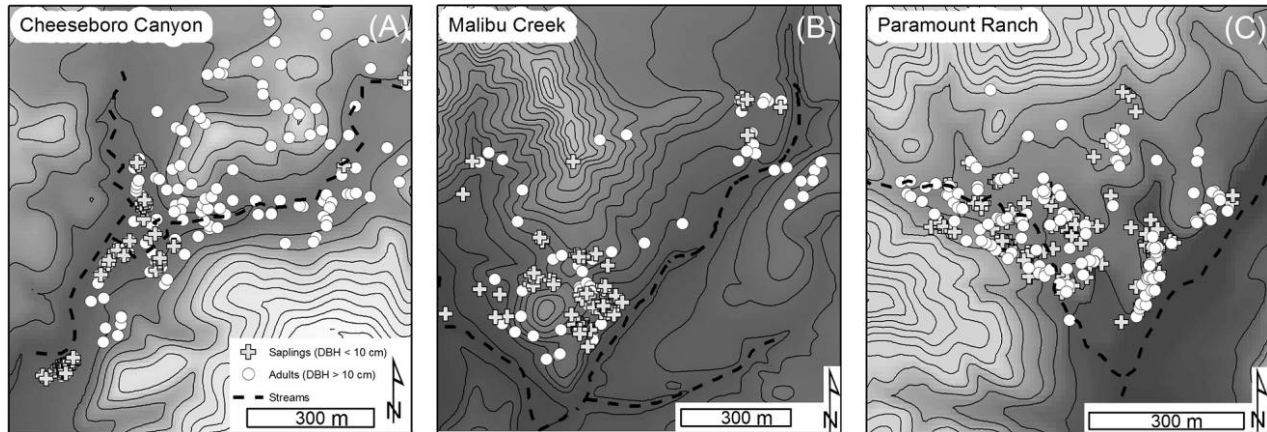 Cheeseboro Canyon
(A)
Saplings (DBH < 10 cm)
Adults (DBH > 10 cm)
Streams
300 m
N
Malibu Creek
(B)
300 m
N
Paramount Ranch
(C)
300 m
N